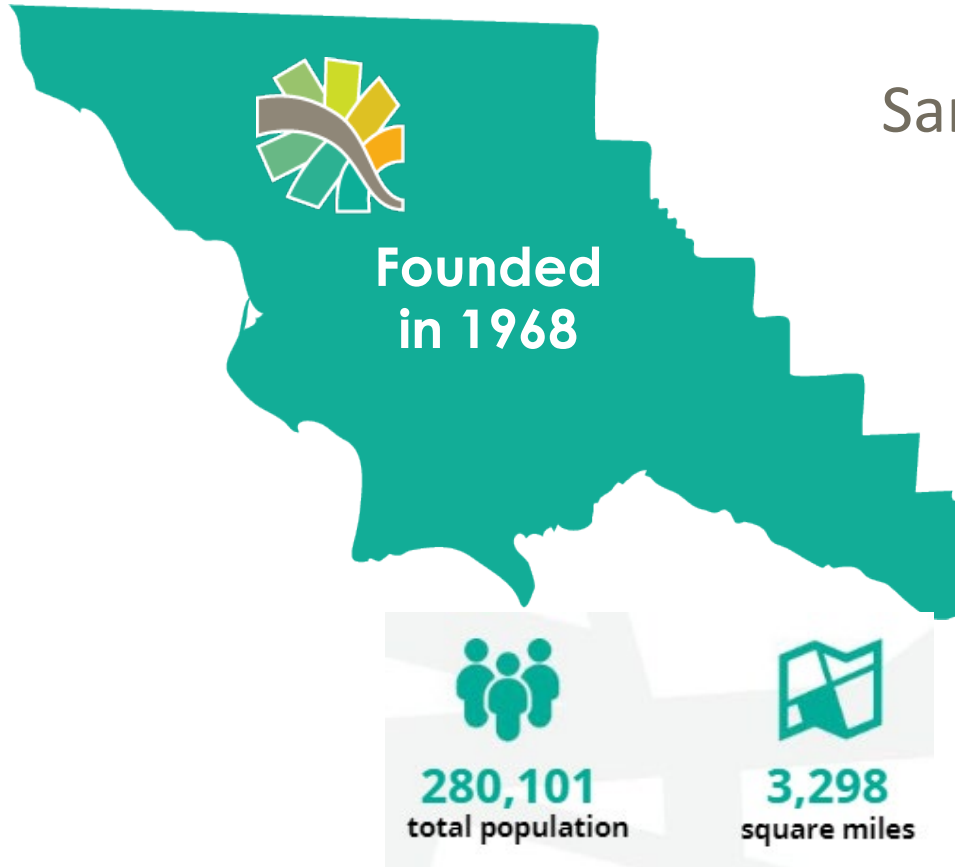 Founded
in 1968
280,101
total population
3,298
square miles